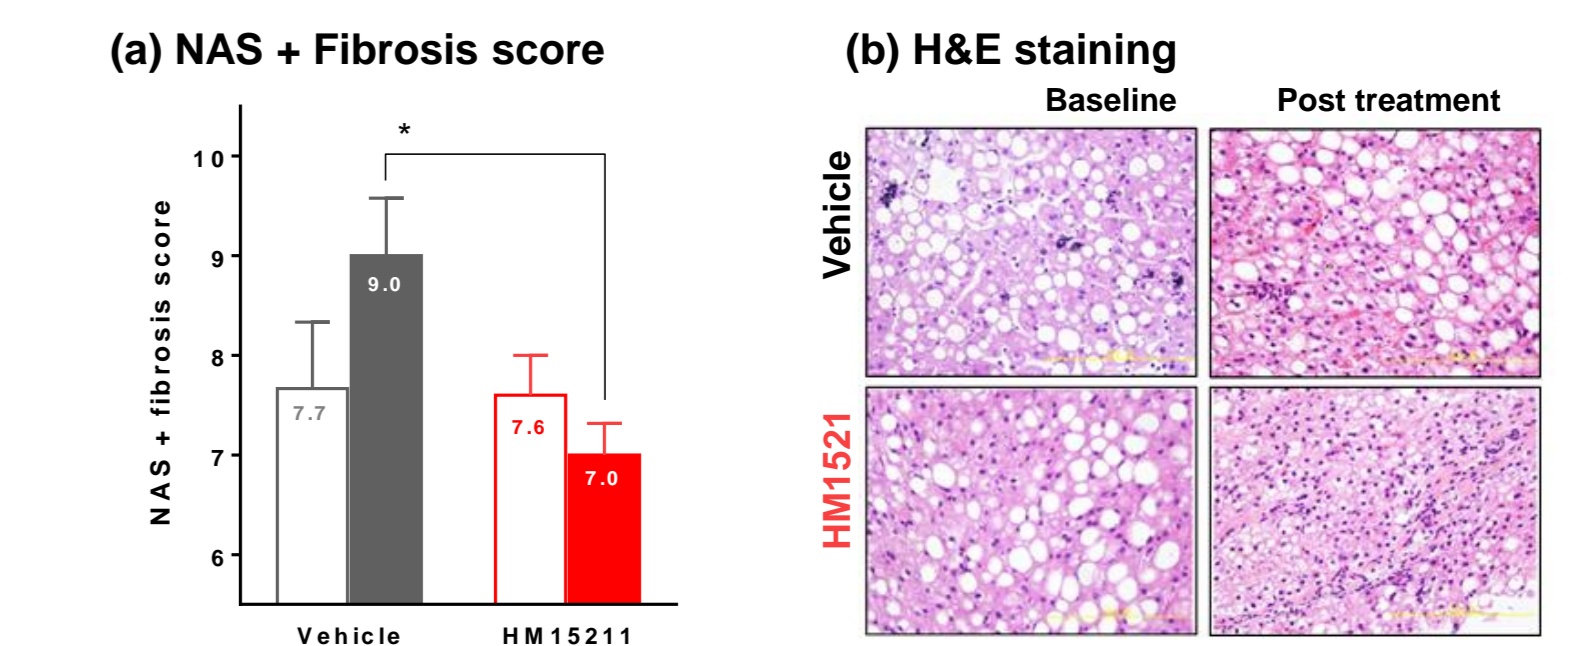 (a) NAS + Fibrosis score
NAS + fibrosis score
10
9
8
7
6
*
7.7
9.0
7.6
7.0
Vehicle
HM15211
(b) H&E staining
Baseline
Post treatment
Vehicle
HM1521